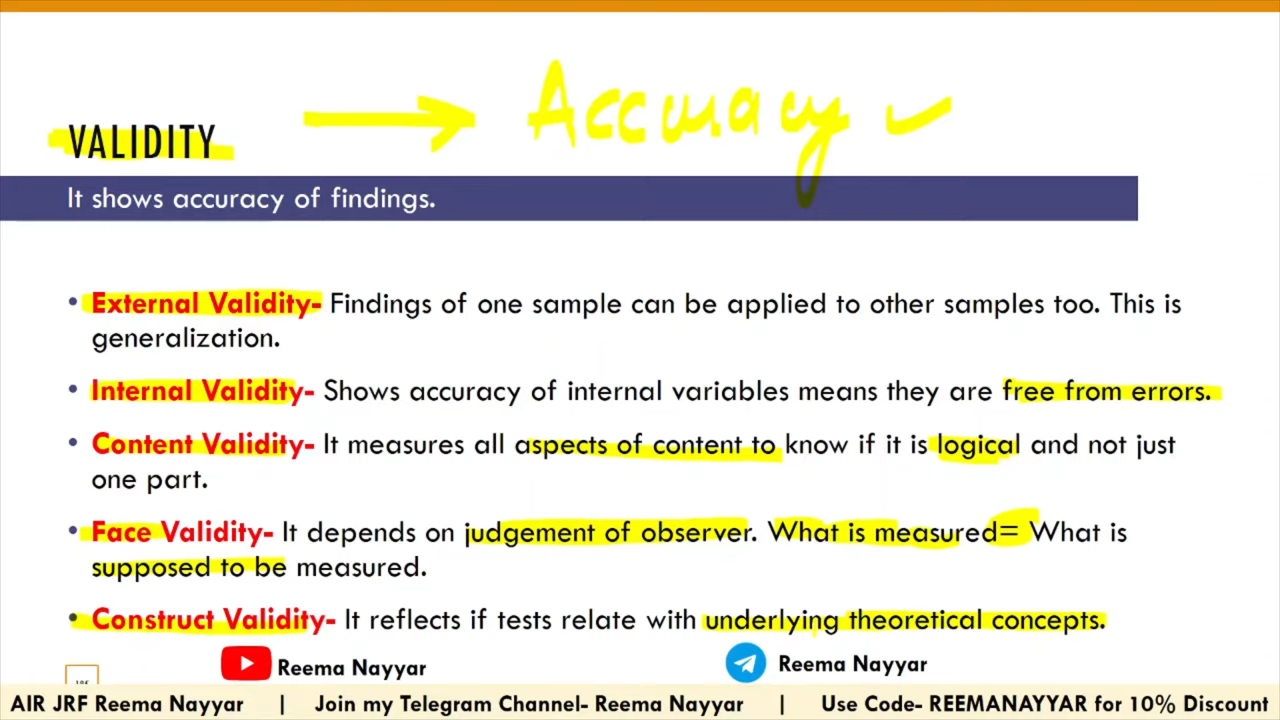 Accuracy
VALIDITY
It shows accuracy of findings.
• External Validity- Findings of one sample can be applied to other samples too. This is
generalization.
• Internal Validity- Shows accuracy of internal variables means they are free from errors.
• Content Validity- It measures all aspects of content to know if it is logical and not just
one part.
• Face Validity- It depends on judgement of observer. What is measured= What is
supposed to be measured.
• Construct Validity- It reflects if tests relate with underlying theoretical concepts.
Reema Nayyar
Reema Nayyar
AIR JRF Reema Nayyar | Join my Telegram Channel- Reema Nayyar | Use Code- REEMANAYYAR for 10% Discount